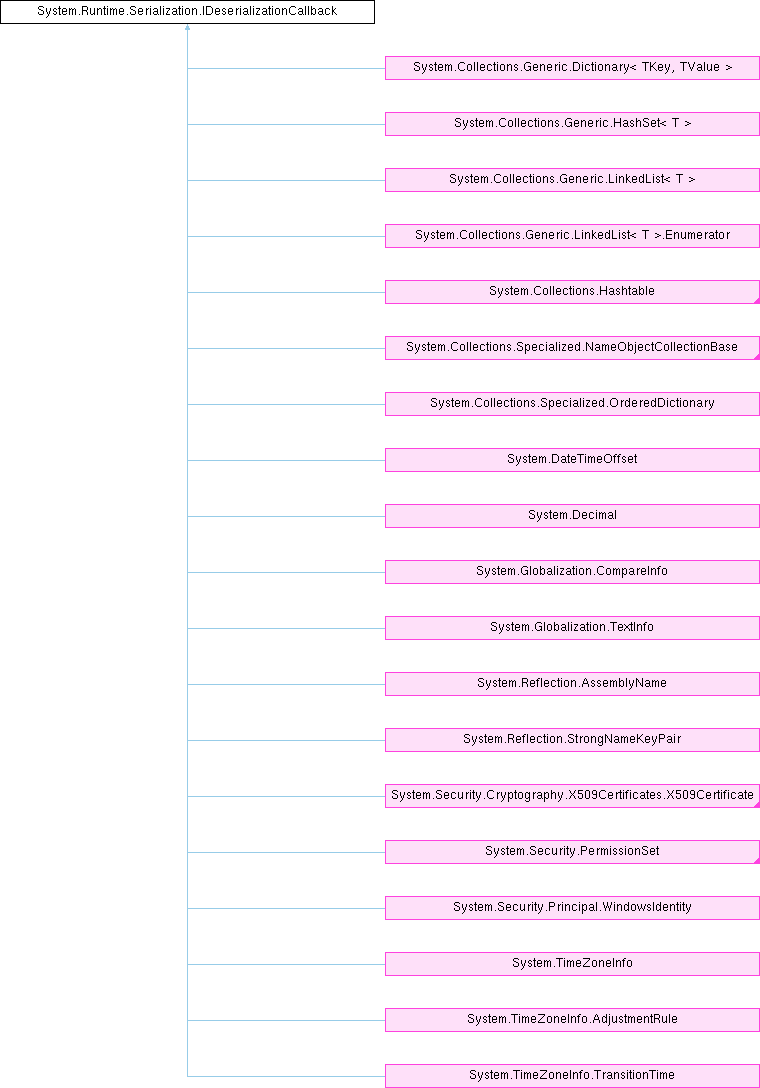 System.Runtime.Serialization.IDeserializationCallback
System.Collections.Generic.Dictionary< TKey, TValue >
System.Collections.Generic.HashSet< T >
System.Collections.Generic.LinkedList< T >
System.Collections.Generic.LinkedList< T >.Enumerator
System.Collections.Hashtable
System.Collections.Specialized.NameObjectCollectionBase
System.Collections.Specialized.OrderedDictionary
System.DateTimeOffset
System.Decimal
System.Globalization.CompareInfo
System.Globalization.TextInfo
System.Reflection.AssemblyName
System.Reflection.StrongNameKeyPair
System.Security.Cryptography.X509Certificates.X509Certificate
System.Security.PermissionSet
System.Security.Principal.WindowsIdentity
System.TimeZoneInfo
System.TimeZoneInfo.AdjustmentRule
System.TimeZoneInfo.TransitionTime